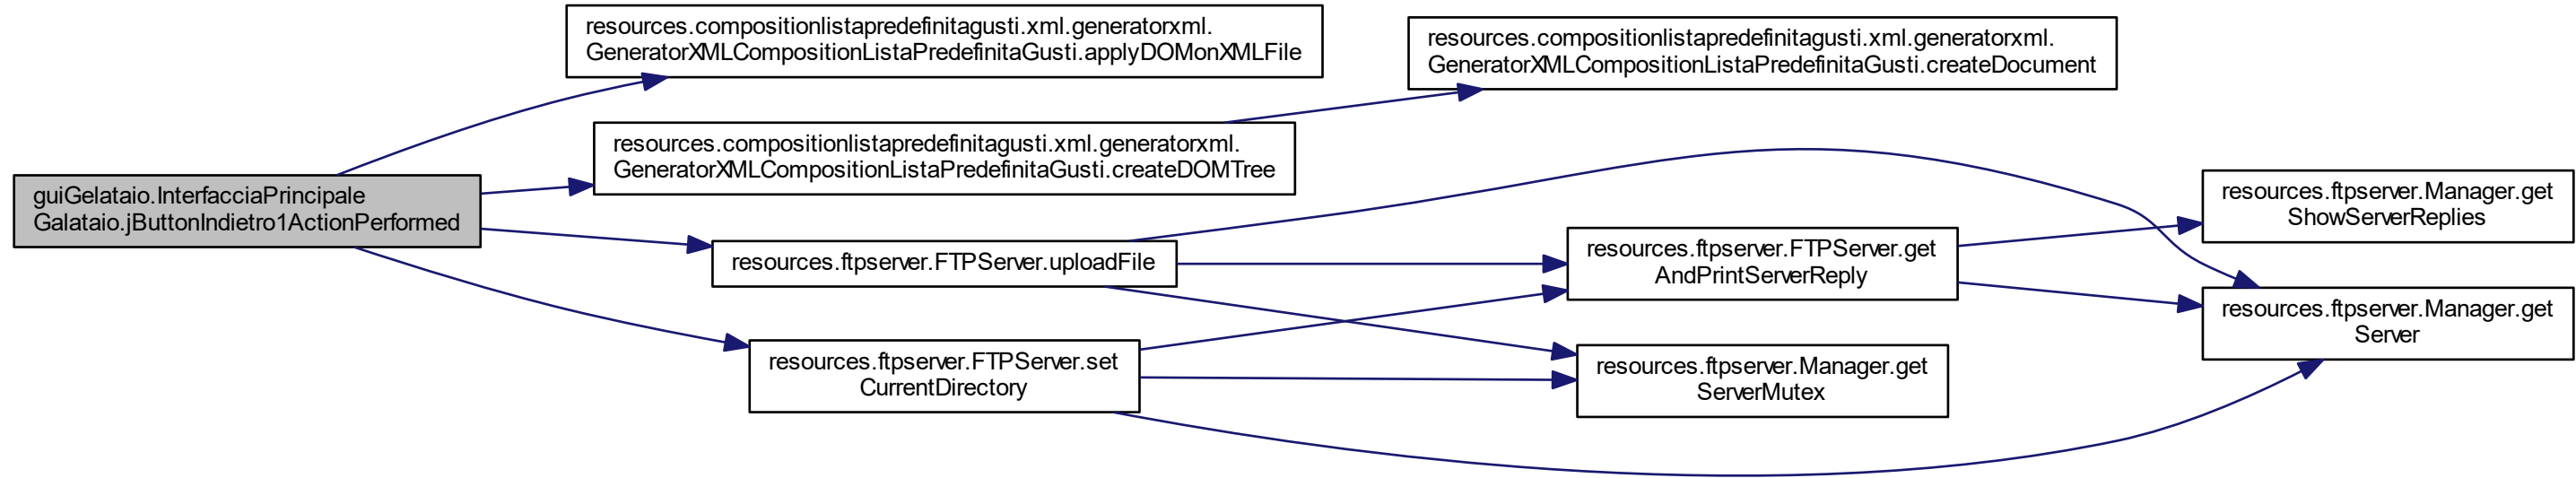 resources.compositionlistapredefinitagusti.xml.generatorxml.
GeneratorXMLCompositionListaPredefinitaGusti.applyDOMonXMLFile
resources.compositionlistapredefinitagusti.xml.generatorxml.
GeneratorXMLCompositionListaPredefinitaGusti.createDocument
resources.compositionlistapredefinitagusti.xml.generatorxml.
GeneratorXMLCompositionListaPredefinitaGusti.createDOMTree
guiGelataio.InterfacciaPrincipale
Galataio.jButtonIndietro1ActionPerformed
resources.ftpserver.FTPServer.uploadFile
resources.ftpserver.FTPServer.get
AndPrintServerReply
resources.ftpserver.Manager.get
ShowServerReplies
resources.ftpserver.Manager.get
Server
resources.ftpserver.FTPServer.set
CurrentDirectory
resources.ftpserver.Manager.get
ServerMutex